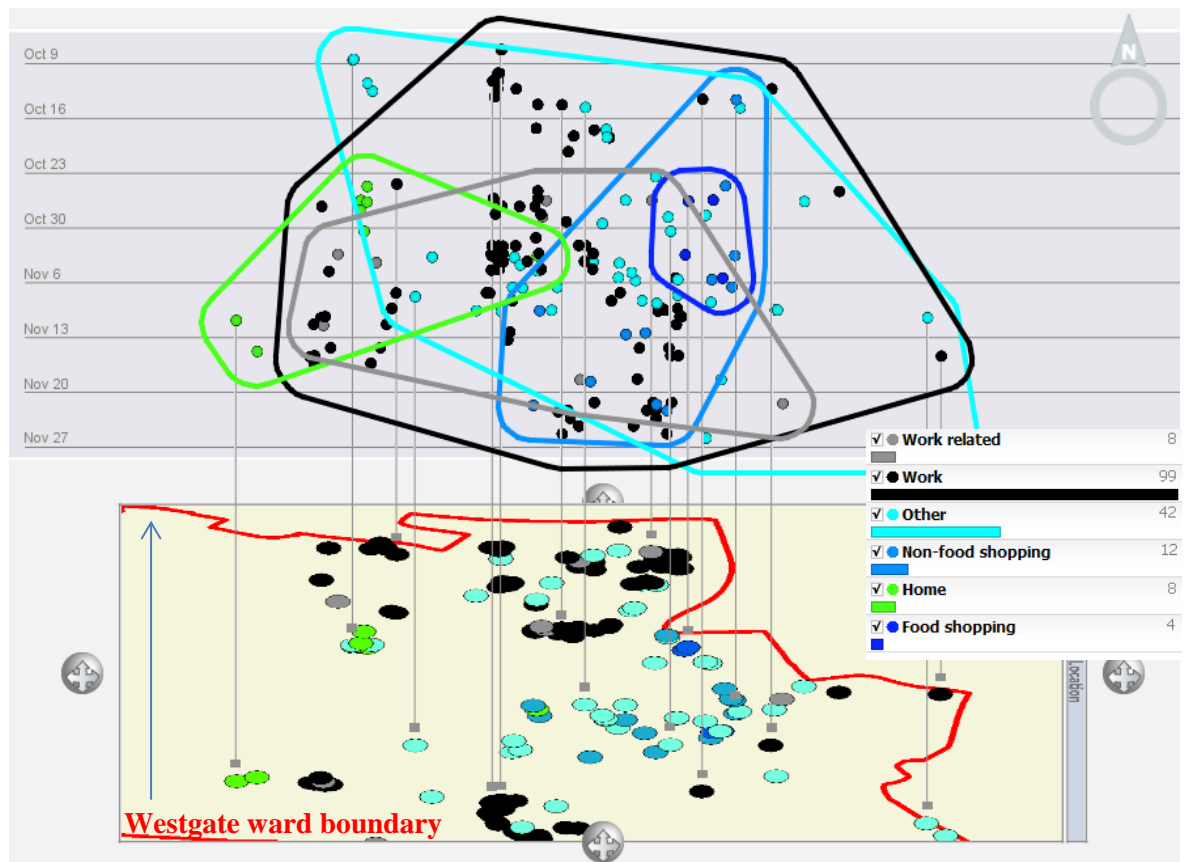 N
Oct 9
Oct 16
Oct 23
Oct 30
Nov 6
Nov 13
Nov 20
Nov 27
Work related 8
Work 99
Other 42
Non-food shopping 12
Home 8
Food shopping 4
Location
Westgate ward boundary